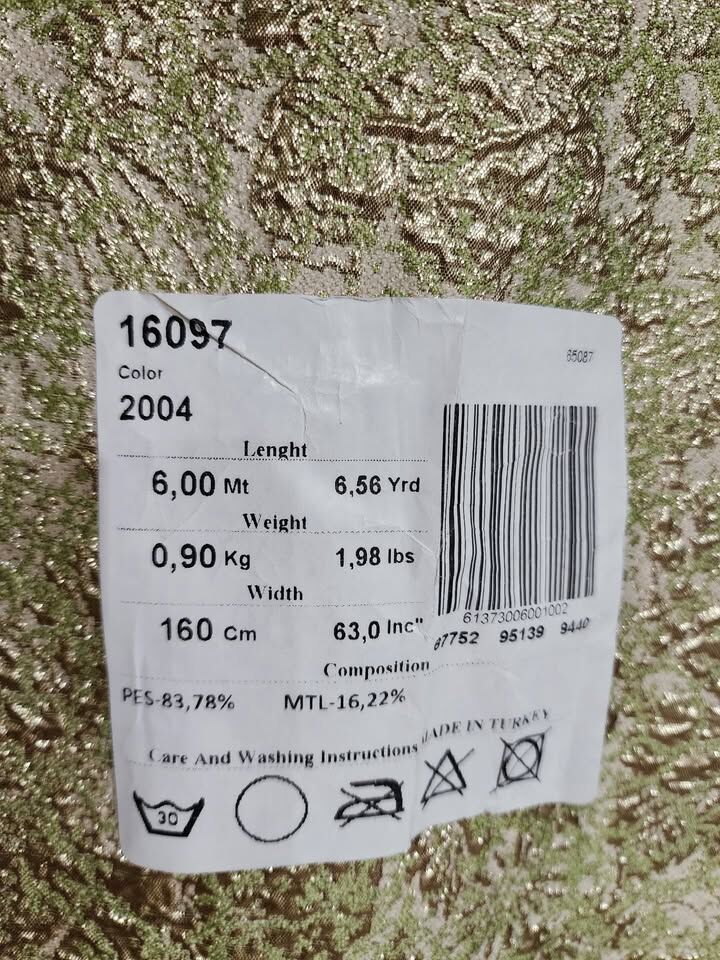 16097
65087
Color
2004
Lenght
6,00 Mt 6,56 Yrd
Weight
0,90 Kg 1,98 lbs
Width
160 Cm 63,0 Inc"
61373006001002
67752 95139 9440
Composition
PES-83,78% MTL-16,22%
MADE IN TURKEY
Care And Washing Instructions
30